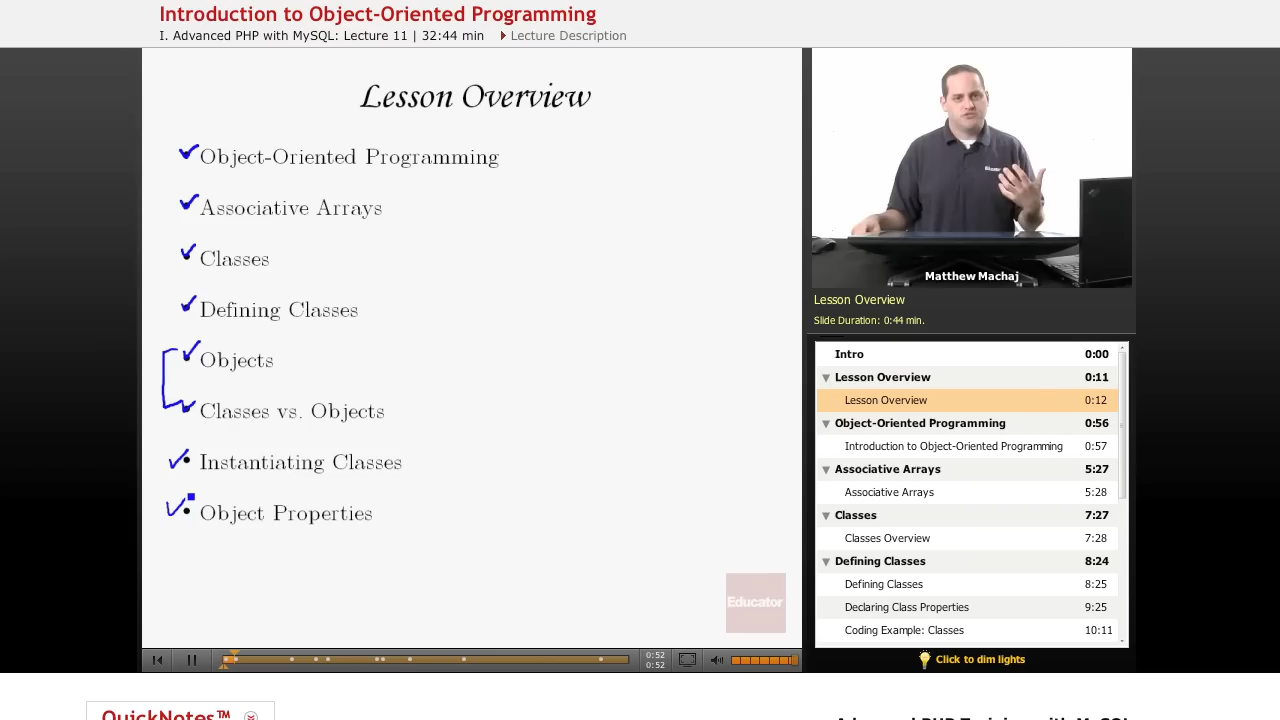 Introduction to Object-Oriented Programming
I. Advanced PHP with MySQL: Lecture 11 | 32:44 min Lecture Description
Lesson Overview
Object-Oriented Programming
Associative Arrays
Classes
Defining Classes
Objects
Classes vs. Objects
Instantiating Classes
Object Properties
Educator
0:52
0:52
Matthew Machaj
Lesson Overview
Slide Duration: 0:44 min.
Intro 0:00
Lesson Overview 0:11
Lesson Overview 0:12
Object-Oriented Programming 0:56
Introduction to Object-Oriented Programming 0:57
Associative Arrays 5:27
Associative Arrays 5:28
Classes 7:27
Classes Overview 7:28
Defining Classes 8:24
Defining Classes 8:25
Declaring Class Properties 9:25
Coding Example: Classes 10:11
Click to dim lights
QuickNotes™
Advanced PHP Training with MySQL